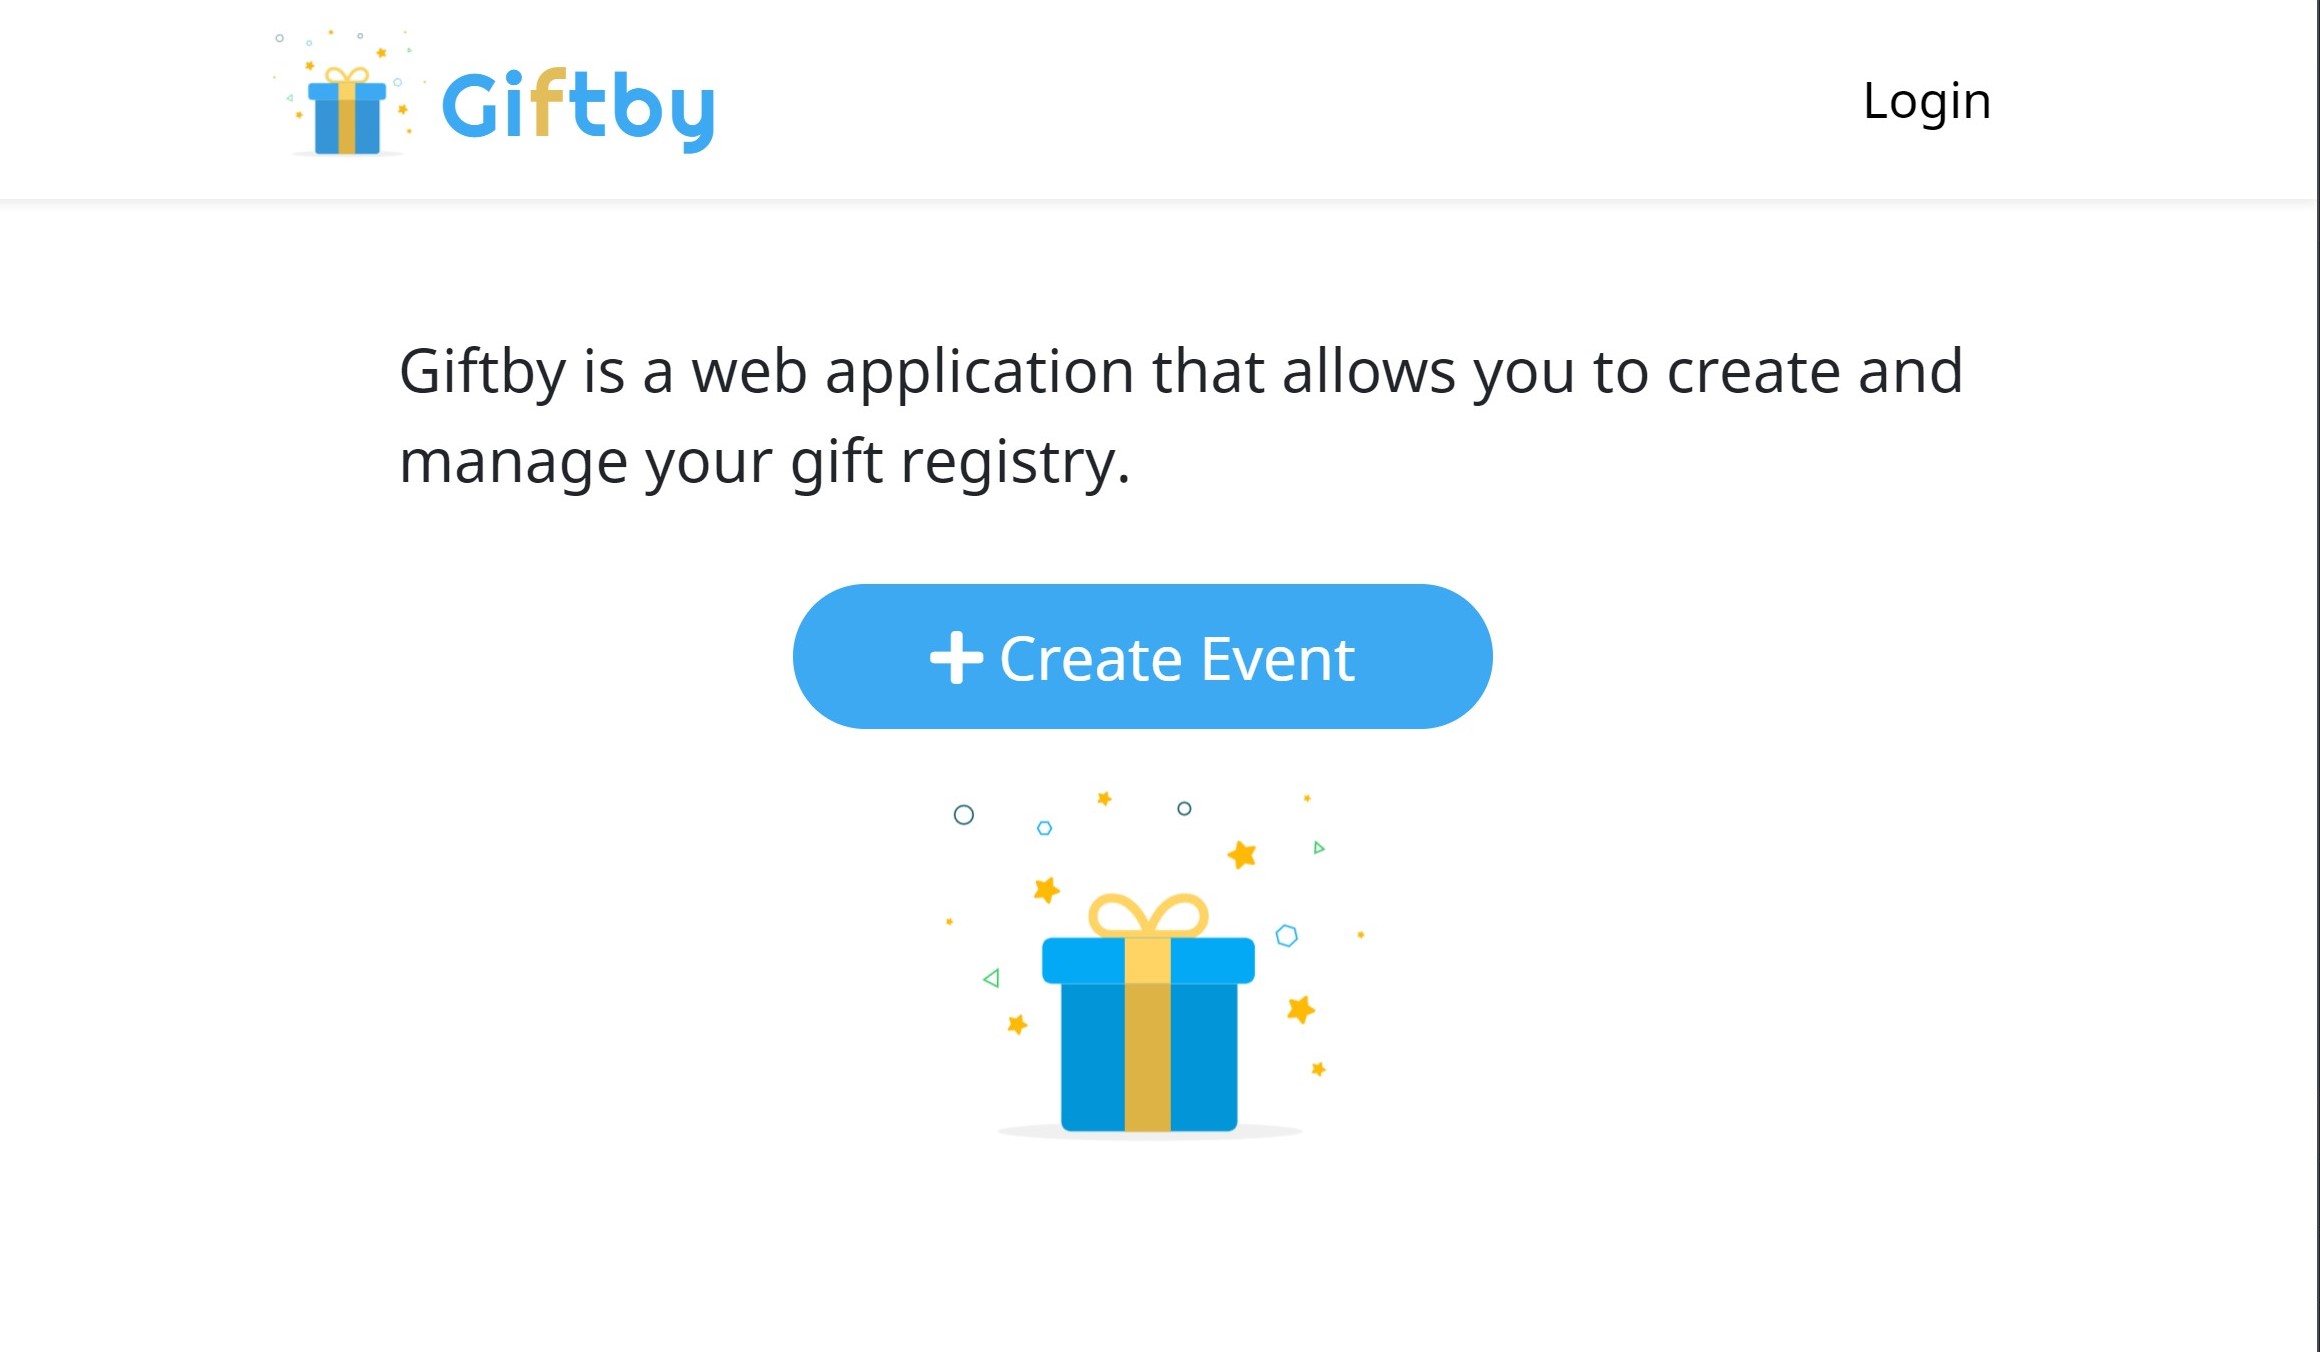 Giftby
Login
Giftby is a web application that allows you to create and
manage your gift registry.
Create Event